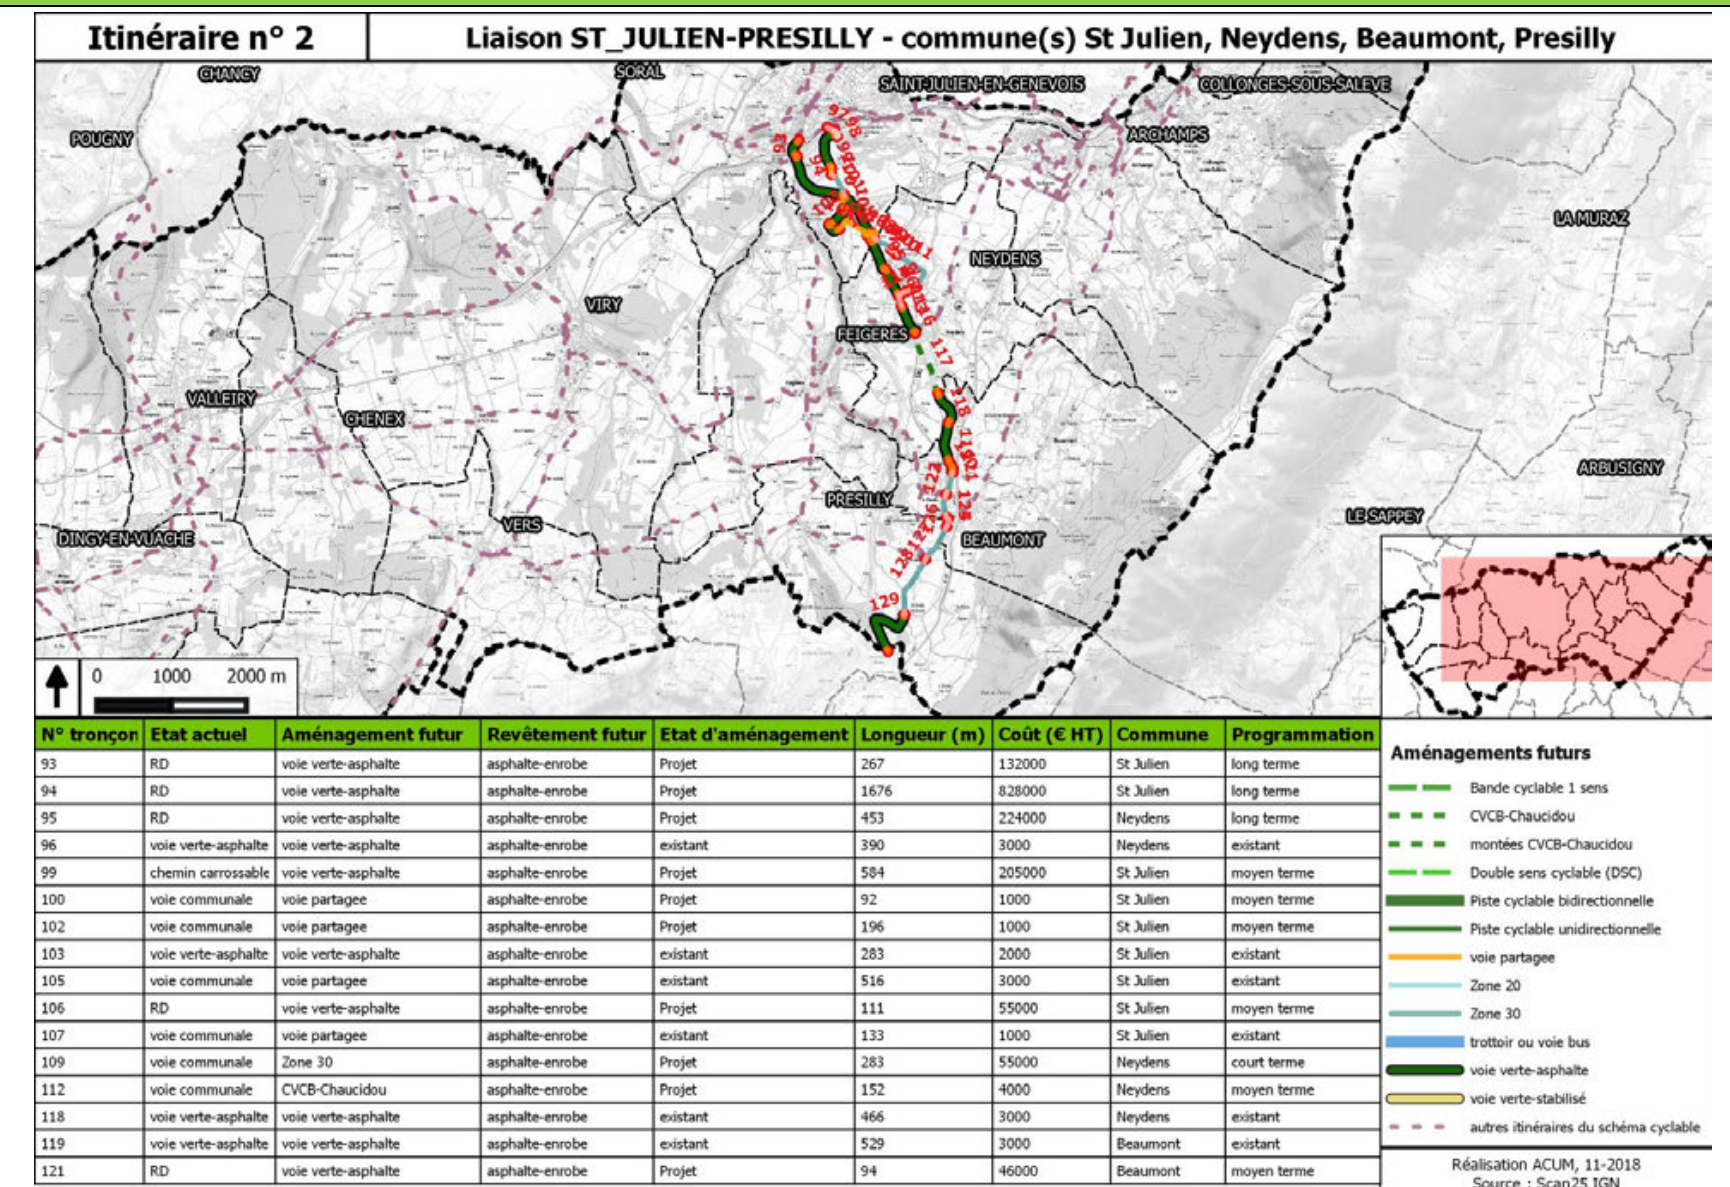 Itinéraire n° 2
Liaison ST_JULIEN-PRESILLY - commune(s) St Julien, Neydens, Beaumont, Presilly
CHANCY
SORAL
SAINT-JULIEN-EN-GENEVOIS
COLLONGES-SOUS-SALEVE
POUGNY
ARCHAMPS
LA MURAZ
NEYDENS
VIRY
FEIGERES
VALLEIRY
CHENEX
PRESILLY
ARBUSIGNY
LE SAPPEY
VERS
DINGY-EN-VUACHE
BEAUMONT
93
94
97
98
117
118
128
129
0 1000 2000 m
N° tronçon Etat actuel Aménagement futur Revêtement futur Etat d'aménagement Longueur (m) Coût (€ HT) Commune Programmation
93 RD voie verte-asphalte asphalte-enrobe Projet 267 132000 St Julien long terme
94 RD voie verte-asphalte asphalte-enrobe Projet 1676 828000 St Julien long terme
95 RD voie verte-asphalte asphalte-enrobe Projet 453 224000 Neydens long terme
96 voie verte-asphalte voie verte-asphalte asphalte-enrobe existant 390 3000 Neydens existant
99 chemin carrossable voie verte-asphalte asphalte-enrobe Projet 584 205000 St Julien moyen terme
100 voie communale voie partagee asphalte-enrobe Projet 92 1000 St Julien moyen terme
102 voie communale voie partagee asphalte-enrobe Projet 196 1000 St Julien moyen terme
103 voie verte-asphalte voie verte-asphalte asphalte-enrobe existant 283 2000 St Julien existant
105 voie communale voie partagee asphalte-enrobe existant 516 3000 St Julien existant
106 RD voie verte-asphalte asphalte-enrobe Projet 111 55000 St Julien moyen terme
107 voie communale voie partagee asphalte-enrobe existant 133 1000 St Julien existant
109 voie communale Zone 30 asphalte-enrobe Projet 283 55000 Neydens court terme
112 voie communale CVCB-Chaucidou asphalte-enrobe Projet 152 4000 Neydens moyen terme
118 voie verte-asphalte voie verte-asphalte asphalte-enrobe existant 466 3000 Neydens existant
119 voie verte-asphalte voie verte-asphalte asphalte-enrobe existant 529 3000 Beaumont existant
121 RD voie verte-asphalte asphalte-enrobe Projet 94 46000 Beaumont moyen terme
Aménagements futurs
Bande cyclable 1 sens
CVCB-Chaucidou
montées CVCB-Chaucidou
Double sens cyclable (DSC)
Piste cyclable bidirectionnelle
Piste cyclable unidirectionnelle
voie partagee
Zone 20
Zone 30
trottoir ou voie bus
voie verte-asphalte
voie verte-stabilisé
autres itinéraires du schéma cyclable
Réalisation ACUM, 11-2018
Source : Scan25 IGN